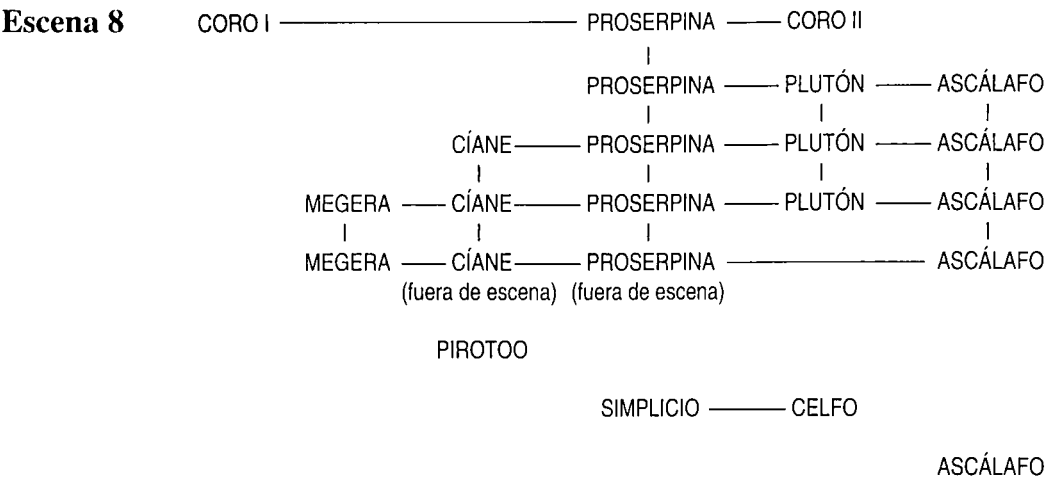 Escena 8 CORO I PROSERPINA CORO II
PROSERPINA PLUTÓN ASCÁLAFO
CÍANE PROSERPINA PLUTÓN ASCÁLAFO
MEGERA CÍANE PROSERPINA PLUTÓN ASCÁLAFO
MEGERA CÍANE PROSERPINA ASCÁLAFO
(fuera de escena) (fuera de escena)
PIROTOO
SIMPLICIO CELFO
ASCÁLAFO